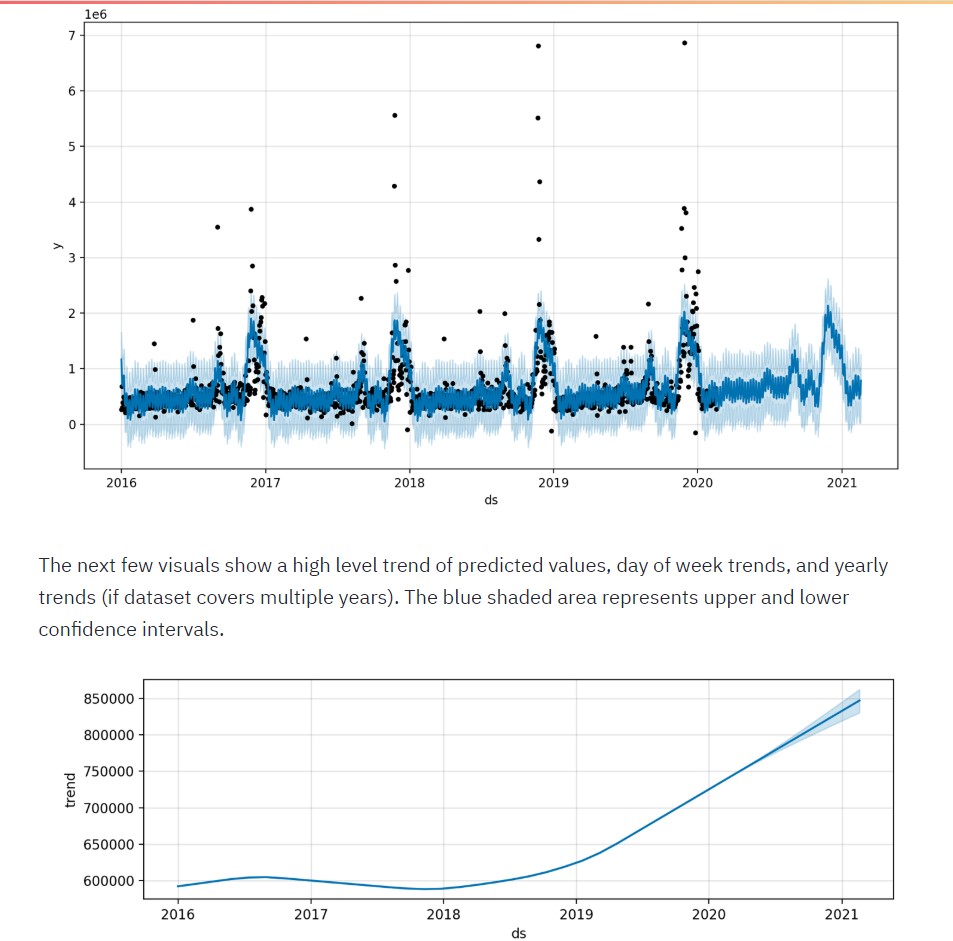 1e6
7
6
5
4
3
2
1
0
y
2016 2017 2018 2019 2020 2021
ds
The next few visuals show a high level trend of predicted values, day of week trends, and yearly
trends (if dataset covers multiple years). The blue shaded area represents upper and lower
confidence intervals.
850000
800000
750000
700000
650000
600000
trend
2016 2017 2018 2019 2020 2021
ds